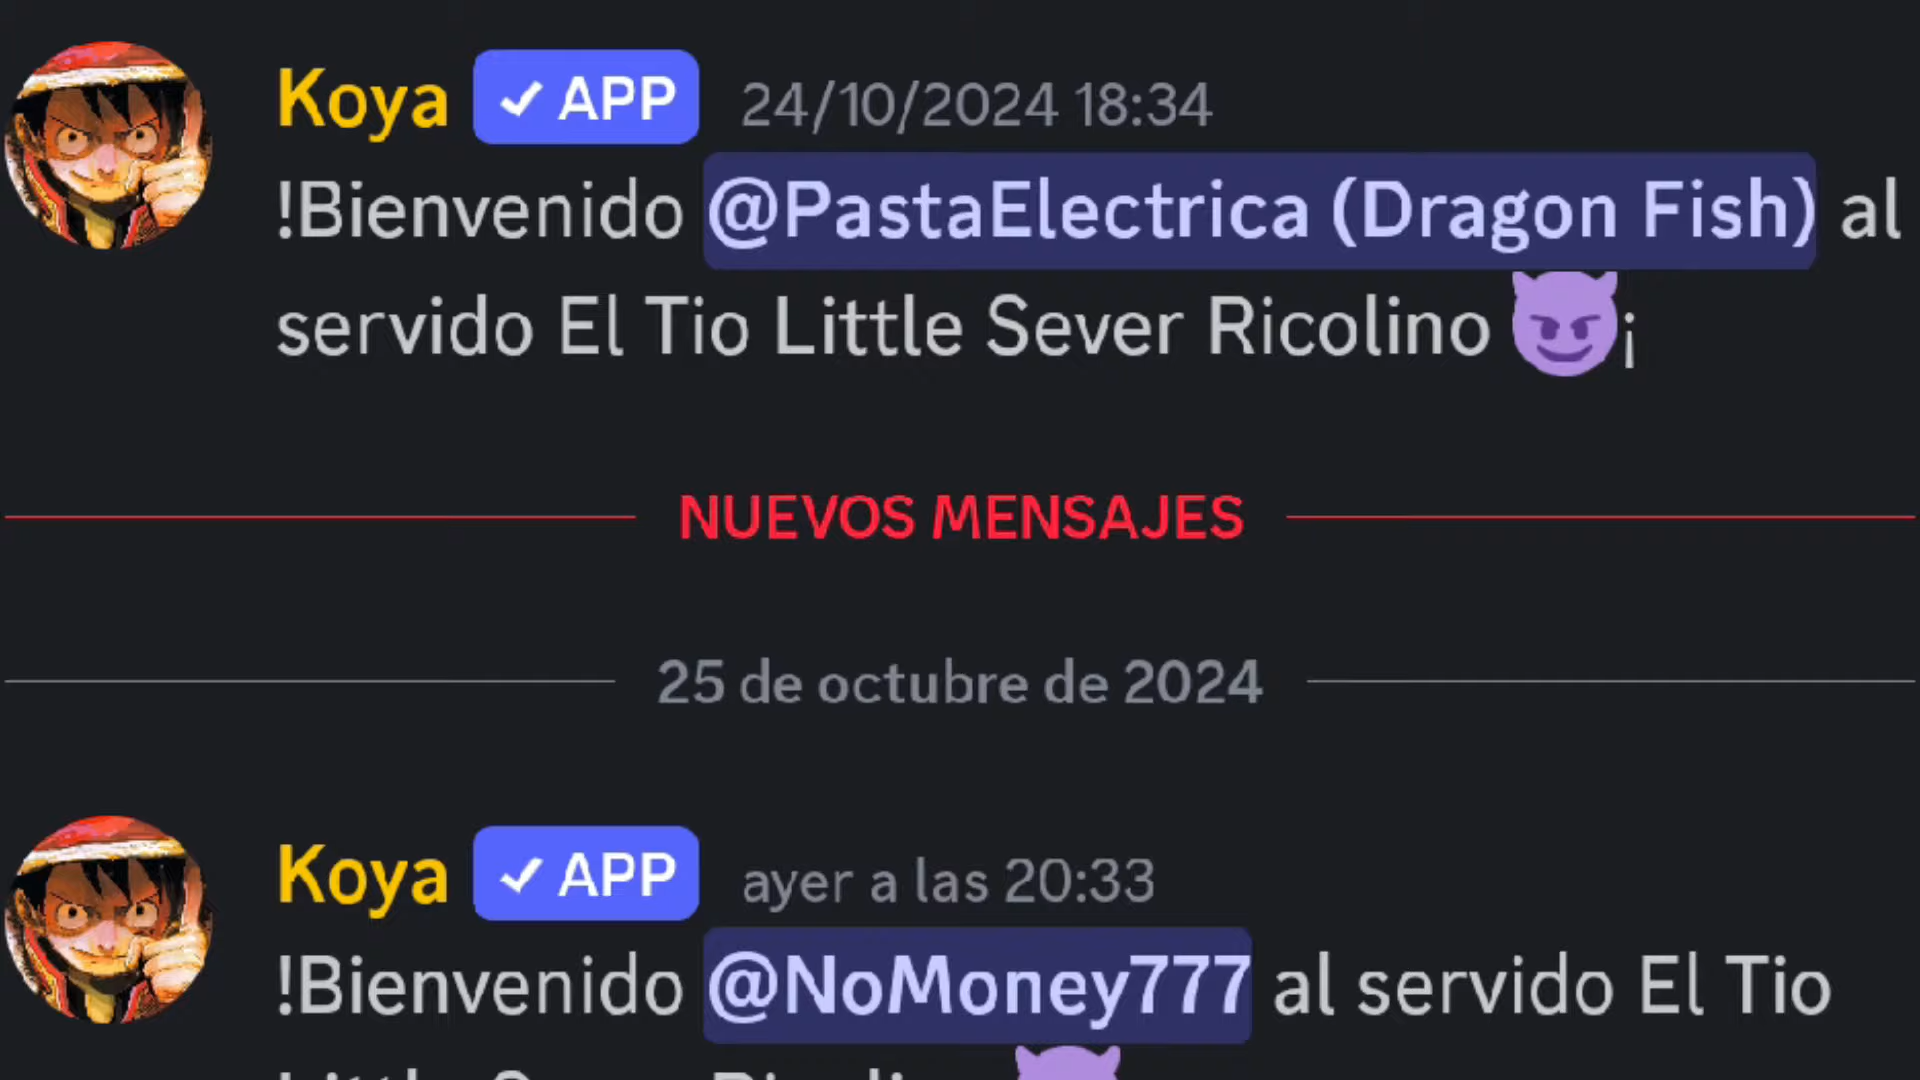 Koya ✓ APP 24/10/2024 18:34
!Bienvenido @PastaElectrica (Dragon Fish) al
servido El Tio Little Sever Ricolino 😈¡
NUEVOS MENSAJES
25 de octubre de 2024
Koya ✓ APP ayer a las 20:33
!Bienvenido @NoMoney777 al servido El Tio